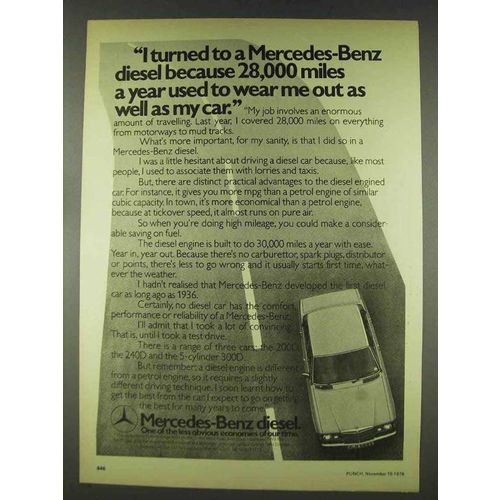 “I turned to a Mercedes-Benz
diesel because 28,000 miles
a year used to wear me out as
well as my car.” “My job involves an enormous
amount of travelling. Last year, I covered 28,000 miles on everything
from motorways to mud tracks.
What's more important, for my sanity, is that I did so in a
Mercedes-Benz diesel.
I was a little hesitant about driving a diesel car because, like most
people, I used to associate them with lorries and taxis.
But, there are distinct practical advantages to the diesel engined
car. For instance, it gives you more mpg than a petrol engine of similar
cubic capacity. In town, it's more economical than a petrol engine,
because at tickover speed, it almost runs on pure air.
So when you're doing high mileage, you could make a consider-
able saving on fuel.
The diesel engine is built to do 30,000 miles a year with ease.
Year in, year out. Because there's no carburettor, spark plugs, distributor
or points, there's less to go wrong and it usually starts first time, what-
ever the weather.
I hadn't realised that Mercedes-Benz developed the first diesel
car as long ago as 1936.
Certainly, no diesel car has the comfort,
performance or reliability of a Mercedes-Benz.
I'll admit that I took a lot of convincing.
That is, until I took a test drive.
There is a range of three cars: the 200D,
the 240D and the 5-cylinder 300D.
But remember: a diesel engine is different
from a petrol engine, so it requires a slightly
different driving technique. I soon learnt how to
get the best from the car. I expect to go on getting
the best for many years to come.”
Mercedes-Benz diesel.
One of the less obvious economies of our time.
846
PUNCH, November 15 1978